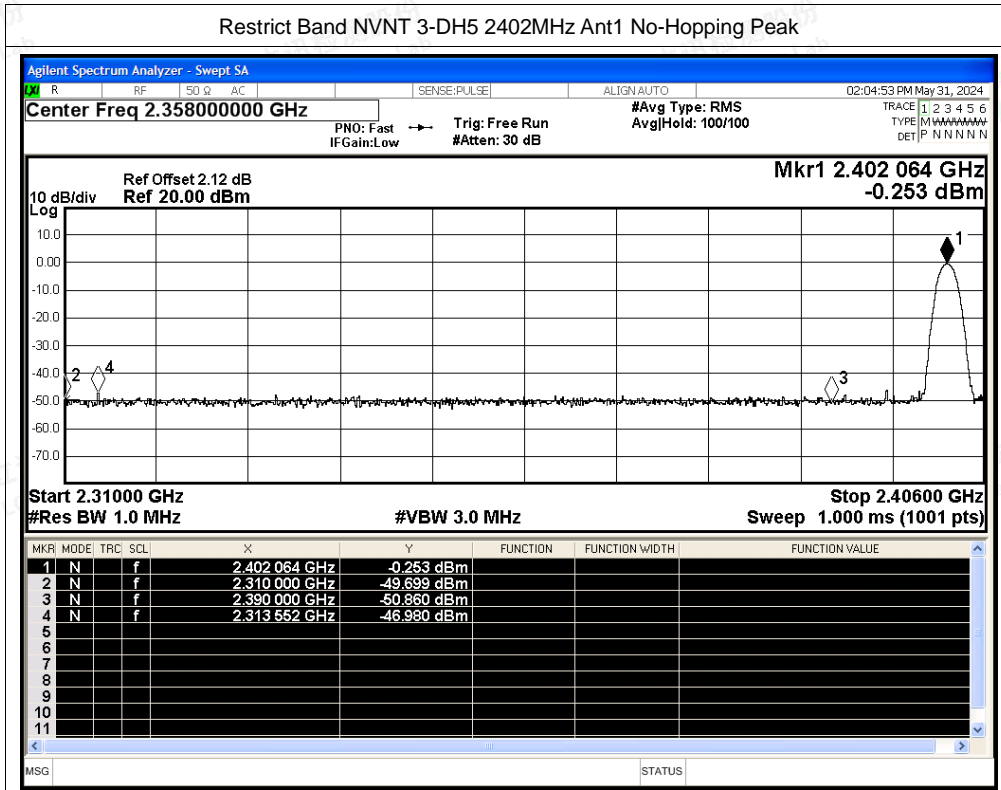 Restrict Band NVNT 3-DH5 2402MHz Ant1 No-Hopping Peak
Agilent Spectrum Analyzer - Swept SA
LXI R RF 50 Ω AC SENSE:PULSE ALIGN AUTO 02:04:53 PM May 31, 2024
Center Freq 2.358000000 GHz #Avg Type: RMS TRACE 1 2 3 4 5 6
PNO: Fast Trig: Free Run Avg|Hold: 100/100 TYPE M
IFGain:Low #Atten: 30 dB DET P N N N N N
Mkr1 2.402 064 GHz
Ref Offset 2.12 dB
10 dB/div Ref 20.00 dBm -0.253 dBm
Log
10.0
0.00
-10.0
-20.0
-30.0
-40.0
-50.0
-60.0
-70.0
1
2
4
3
Start 2.31000 GHz Stop 2.40600 GHz
#Res BW 1.0 MHz #VBW 3.0 MHz Sweep 1.000 ms (1001 pts)
MKR MODE TRC SCL X Y FUNCTION FUNCTION WIDTH FUNCTION VALUE
1 N f 2.402 064 GHz -0.253 dBm
2 N f 2.310 000 GHz -49.699 dBm
3 N f 2.390 000 GHz -50.860 dBm
4 N f 2.313 552 GHz -46.980 dBm
5
6
7
8
9
10
11
MSG STATUS